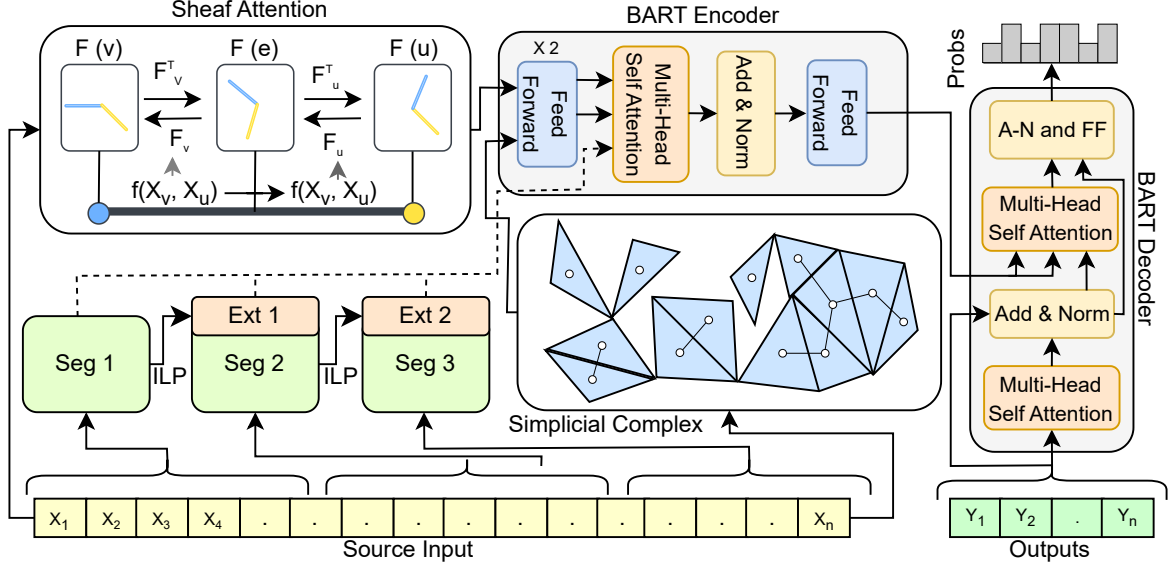 Sheaf Attention
F (v)
F (e)
F (u)
F^T_v
F^T_u
F_v
F_u
f(X_v, X_u)
f(X_v, X_u)
BART Encoder
X 2
Feed Forward
Multi-Head Self Attention
Add & Norm
Feed Forward
Probs
A-N and FF
Multi-Head
Self Attention
Add & Norm
Multi-Head
Self Attention
BART Decoder
Seg 1
ILP
Ext 1
Seg 2
ILP
Ext 2
Seg 3
Simplicial Complex
X_1 X_2 X_3 X_4 . . . . . . . . . . . X_n
Source Input
Y_1 Y_2 . Y_n
Outputs